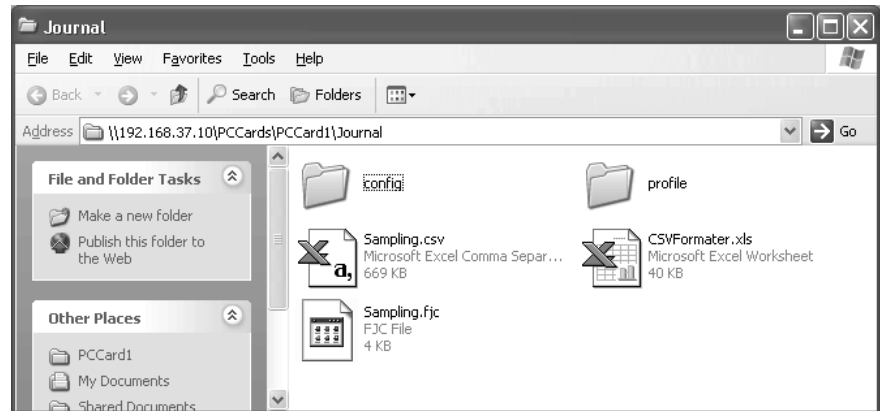 Journal
File Edit View Favorites Tools Help
Back Search Folders
Address \\192.168.37.10\PCCards\PCCard1\Journal Go
File and Folder Tasks
Make a new folder
Publish this folder to
the Web
Other Places
PCCard1
My Documents
Shared Documents
config
profile
Sampling.csv
Microsoft Excel Comma Separ...
669 KB
CSVFormater.xls
Microsoft Excel Worksheet
40 KB
Sampling.fjc
FJC File
4 KB